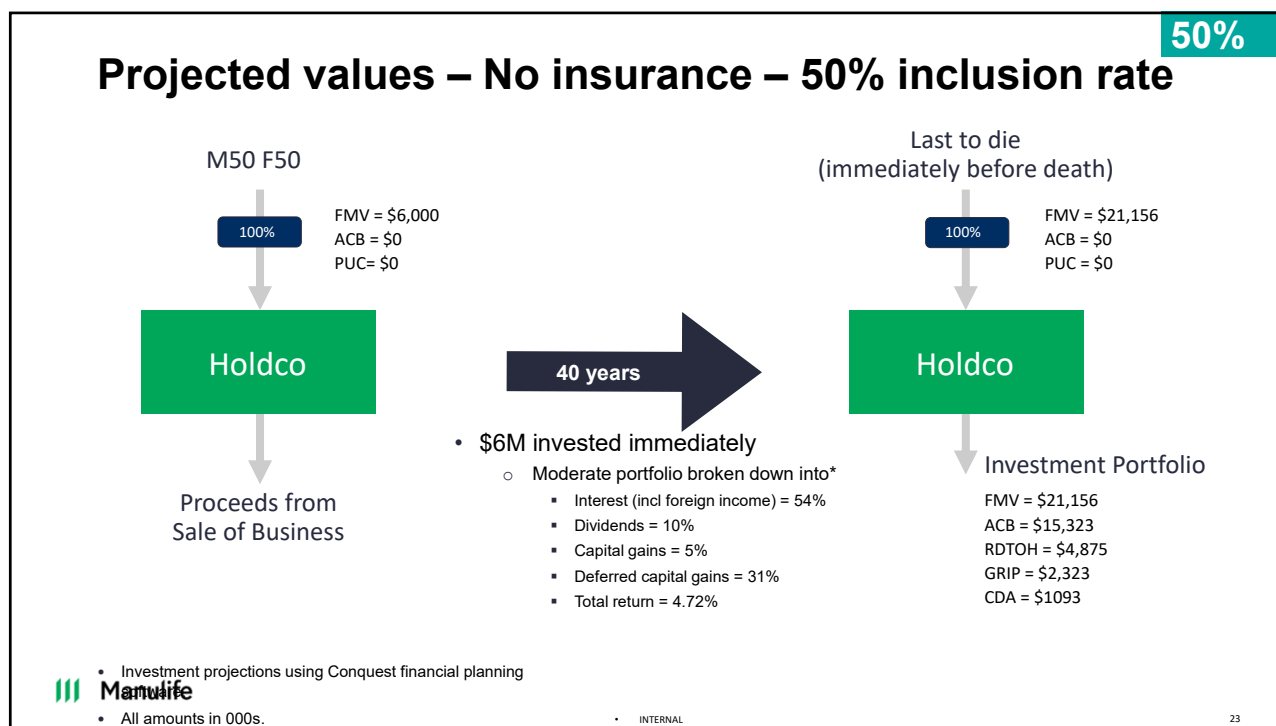 50%
Projected values – No insurance – 50% inclusion rate
M50 F50
100%
FMV = $6,000
ACB = $0
PUC= $0
Holdco
Proceeds from
Sale of Business
40 years
• $6M invested immediately
o Moderate portfolio broken down into*
▪ Interest (incl foreign income) = 54%
▪ Dividends = 10%
▪ Capital gains = 5%
▪ Deferred capital gains = 31%
▪ Total return = 4.72%
Last to die
(immediately before death)
100%
FMV = $21,156
ACB = $0
PUC = $0
Holdco
Investment Portfolio
FMV = $21,156
ACB = $15,323
RDTOH = $4,875
GRIP = $2,323
CDA = $1093
• Investment projections using Conquest financial planning
software.
Manulife
• All amounts in 000s.
• INTERNAL
23